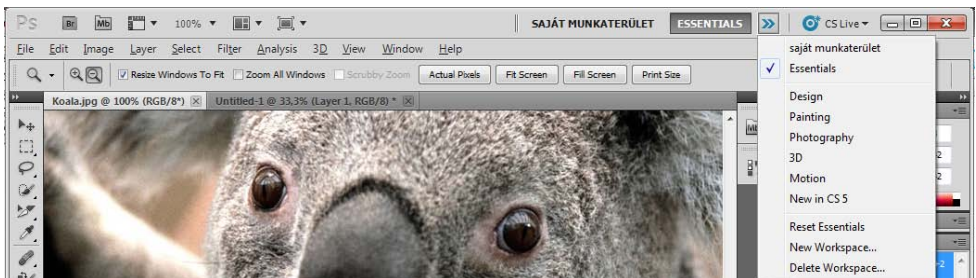 Ps Br Mb 100% SAJÁT MUNKATERÜLET ESSENTIALS CS Live
File Edit Image Layer Select Filter Analysis 3D View Window Help
Resize Windows To Fit Zoom All Windows Scrubby Zoom Actual Pixels Fit Screen Fill Screen Print Size
Koala.jpg @ 100% (RGB/8*) Untitled-1 @ 33,3% (Layer 1, RGB/8) *
saját munkaterület
Essentials
Design
Painting
Photography
3D
Motion
New in CS 5
Reset Essentials
New Workspace...
Delete Workspace...